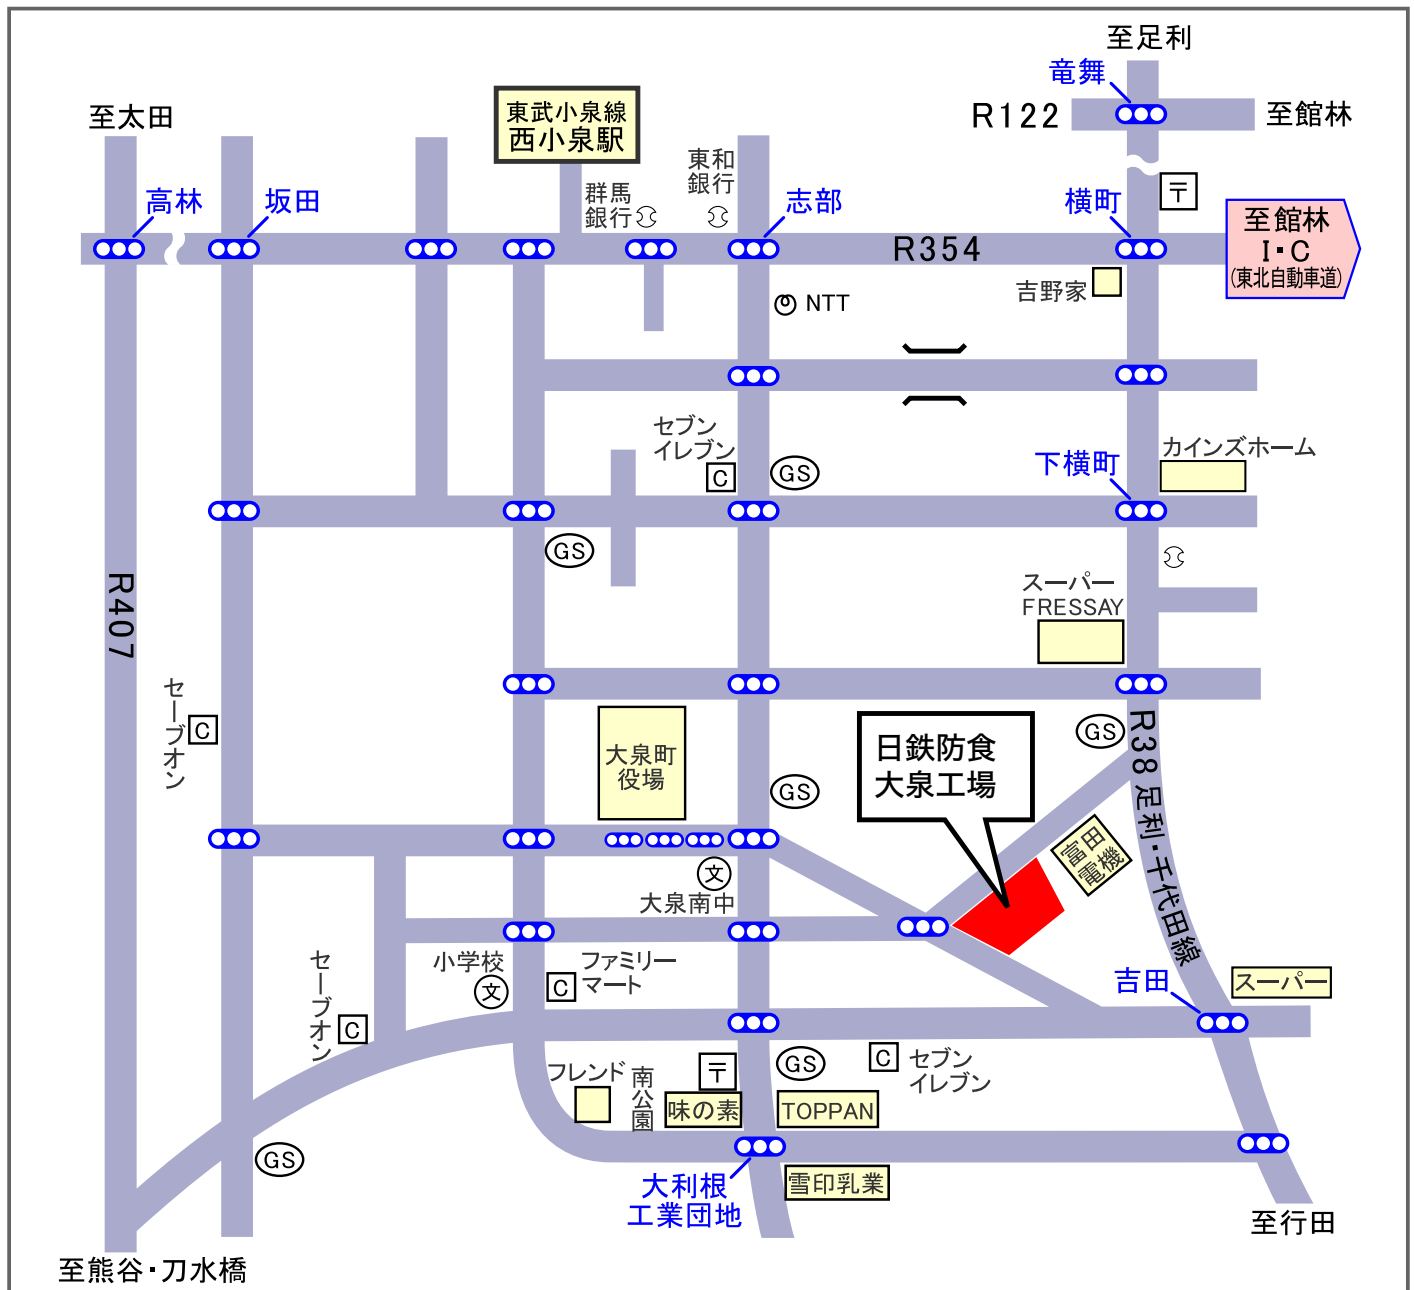 至足利
竜舞
R122
至館林
至太田
東武小泉線
西小泉駅
東和
銀行
群馬
銀行
高林
坂田
志部
横町
〒
R354
至館林
I・C
(東北自動車道)
吉野家
NTT
セブン
イレブン
C
GS
下横町
カインズホーム
GS
スーパー
FRESSAY
R407
セーブオン
C
大泉町
役場
GS
日鉄防食
大泉工場
GS
R38 足利・千代田線
富田
電機
文
大泉南中
小学校
文
C
ファミリー
マート
セーブオン
C
吉田
スーパー
フレンド
南公園
〒
GS
C
セブン
イレブン
味の素
TOPPAN
GS
大利根
工業団地
雪印乳業
至行田
至熊谷・刀水橋